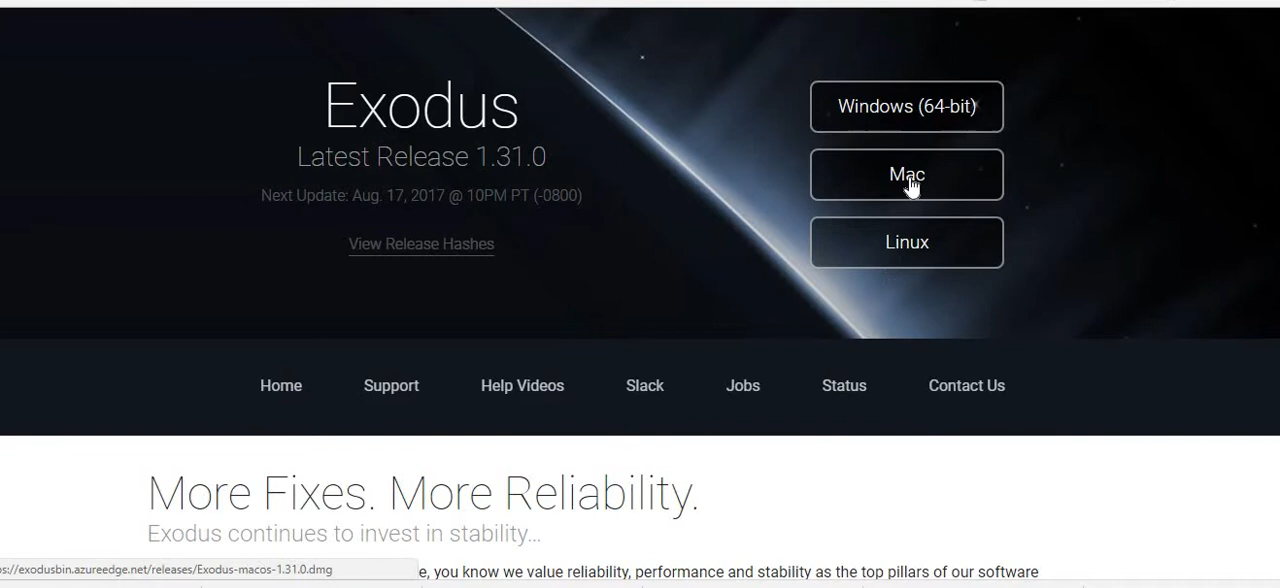 Exodus
Latest Release 1.31.0
Next Update: Aug. 17, 2017 @ 10PM PT (-0800)
View Release Hashes
Windows (64-bit)
Mac
Linux
Home Support Help Videos Slack Jobs Status Contact Us
More Fixes. More Reliability.
Exodus continues to invest in stability...
e, you know we value reliability, performance and stability as the top pillars of our software
s://exodusbin.azureedge.net/releases/Exodus-macos-1.31.0.dmg